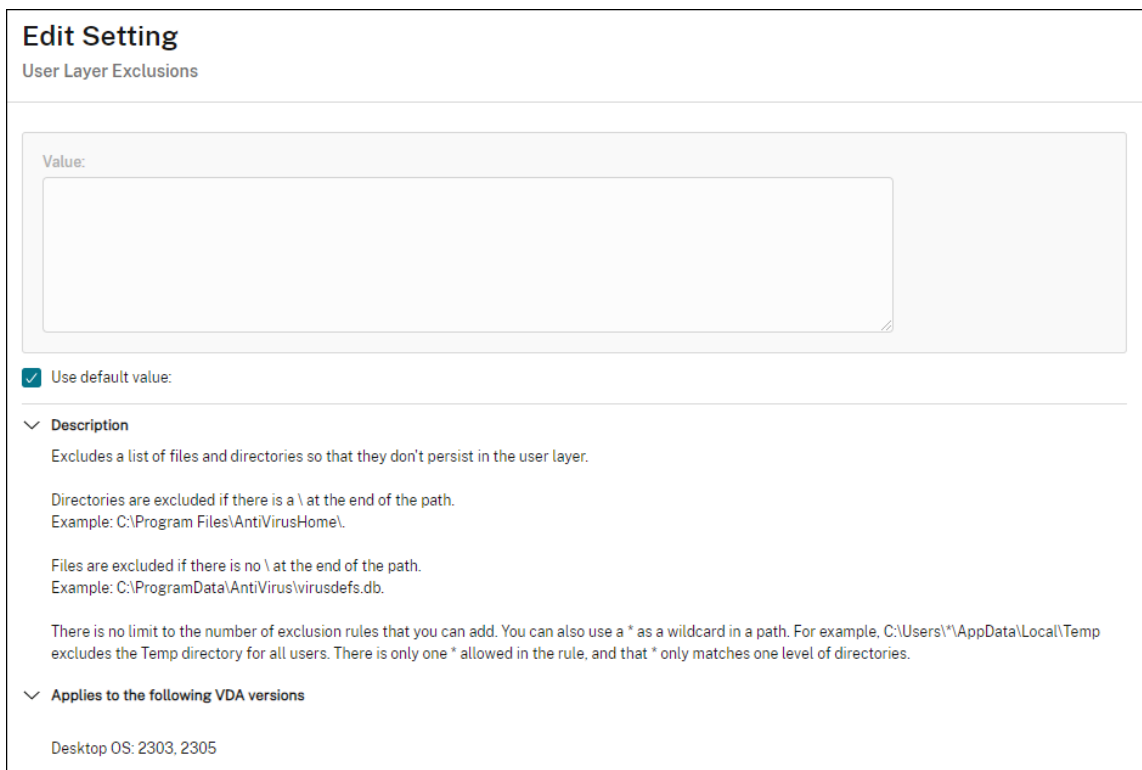 Edit Setting
User Layer Exclusions
Value:
Use default value:
Description
Excludes a list of files and directories so that they don't persist in the user layer.
Directories are excluded if there is a \ at the end of the path.
Example: C:\Program Files\AntiVirusHome\.
Files are excluded if there is no \ at the end of the path.
Example: C:\ProgramData\AntiVirus\virusdefs.db.
There is no limit to the number of exclusion rules that you can add. You can also use a * as a wildcard in a path. For example, C:\Users\*\AppData\Local\Temp
excludes the Temp directory for all users. There is only one * allowed in the rule, and that * only matches one level of directories.
Applies to the following VDA versions
Desktop OS: 2303, 2305